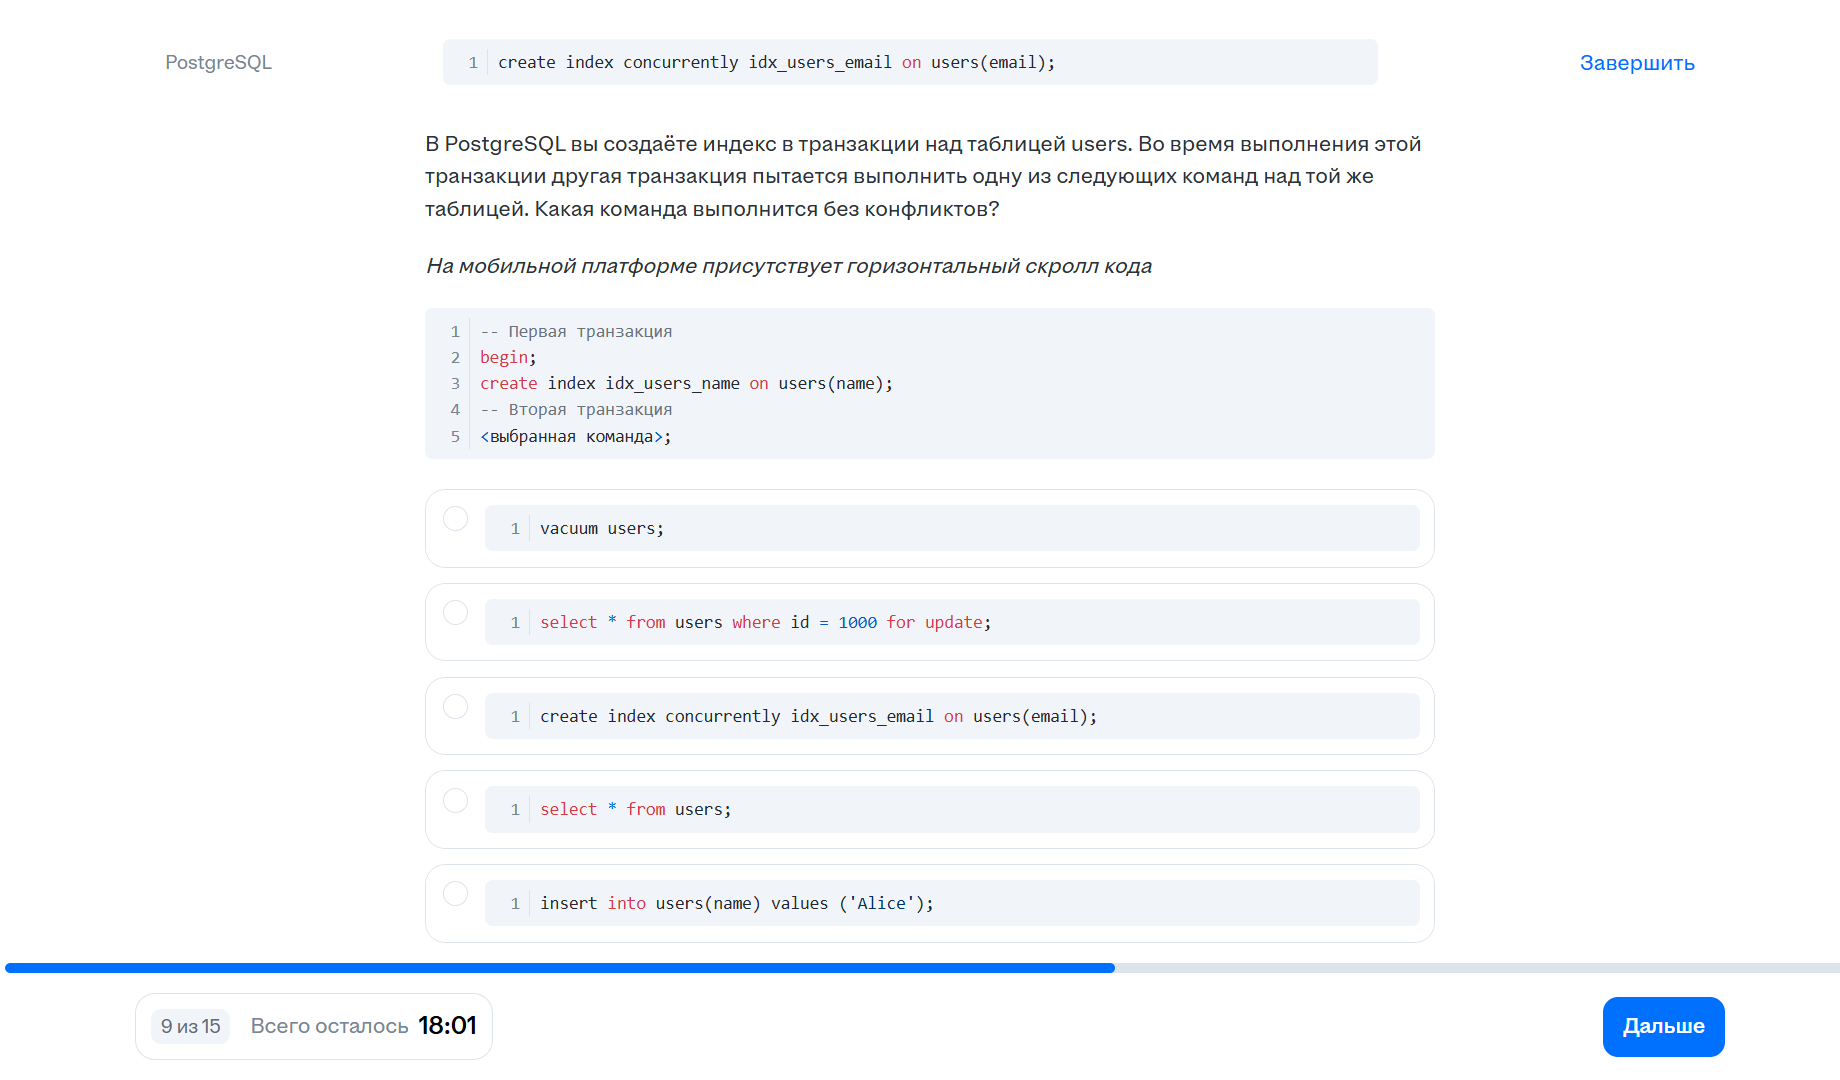 PostgreSQL
1 create index concurrently idx_users_email on users(email);
Завершить
В PostgreSQL вы создаёте индекс в транзакции над таблицей users. Во время выполнения этой
транзакции другая транзакция пытается выполнить одну из следующих команд над той же
таблицей. Какая команда выполнится без конфликтов?
На мобильной платформе присутствует горизонтальный скролл кода
1 -- Первая транзакция
2 begin;
3 create index idx_users_name on users(name);
4 -- Вторая транзакция
5 <выбранная команда>;
1 vacuum users;
1 select * from users where id = 1000 for update;
1 create index concurrently idx_users_email on users(email);
1 select * from users;
1 insert into users(name) values ('Alice');
9 из 15 Всего осталось 18:01
Дальше